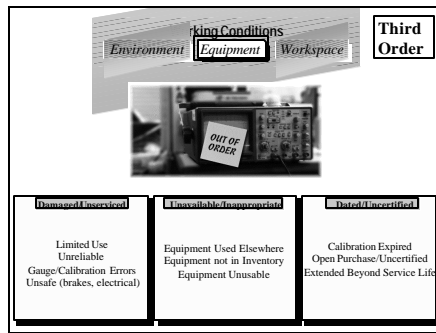 rking Conditions
Third
Order
Environment
Equipment
Workspace
OUT OF
ORDER
Damaged/Unserviced
Limited Use
Unreliable
Gauge/Calibration Errors
Unsafe (brakes, electrical)
Unavailable/Inappropriate
Equipment Used Elsewhere
Equipment not in Inventory
Equipment Unusable
Dated/Uncertified
Calibration Expired
Open Purchase/Uncertified
Extended Beyond Service Life